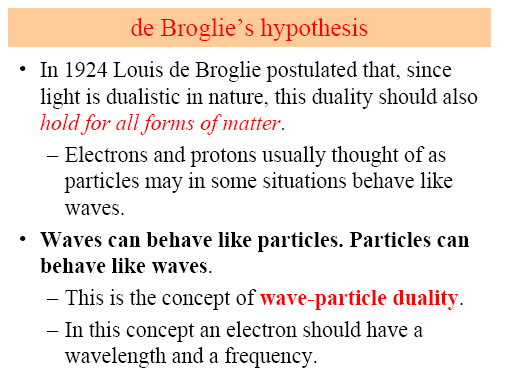 de Broglie’s hypothesis
• In 1924 Louis de Broglie postulated that, since
light is dualistic in nature, this duality should also
hold for all forms of matter.
– Electrons and protons usually thought of as
particles may in some situations behave like
waves.
• Waves can behave like particles. Particles can
behave like waves.
– This is the concept of wave-particle duality.
– In this concept an electron should have a
wavelength and a frequency.